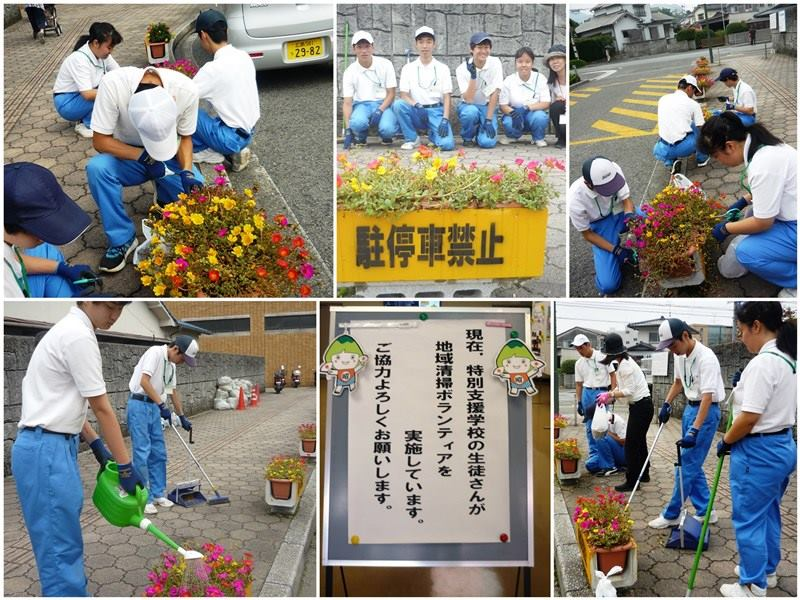 29-82
駐停車禁止
現在、特別支援学校の生徒さんが
地域清掃ボランティアを
実施しています。
ご協力よろしくお願いします。